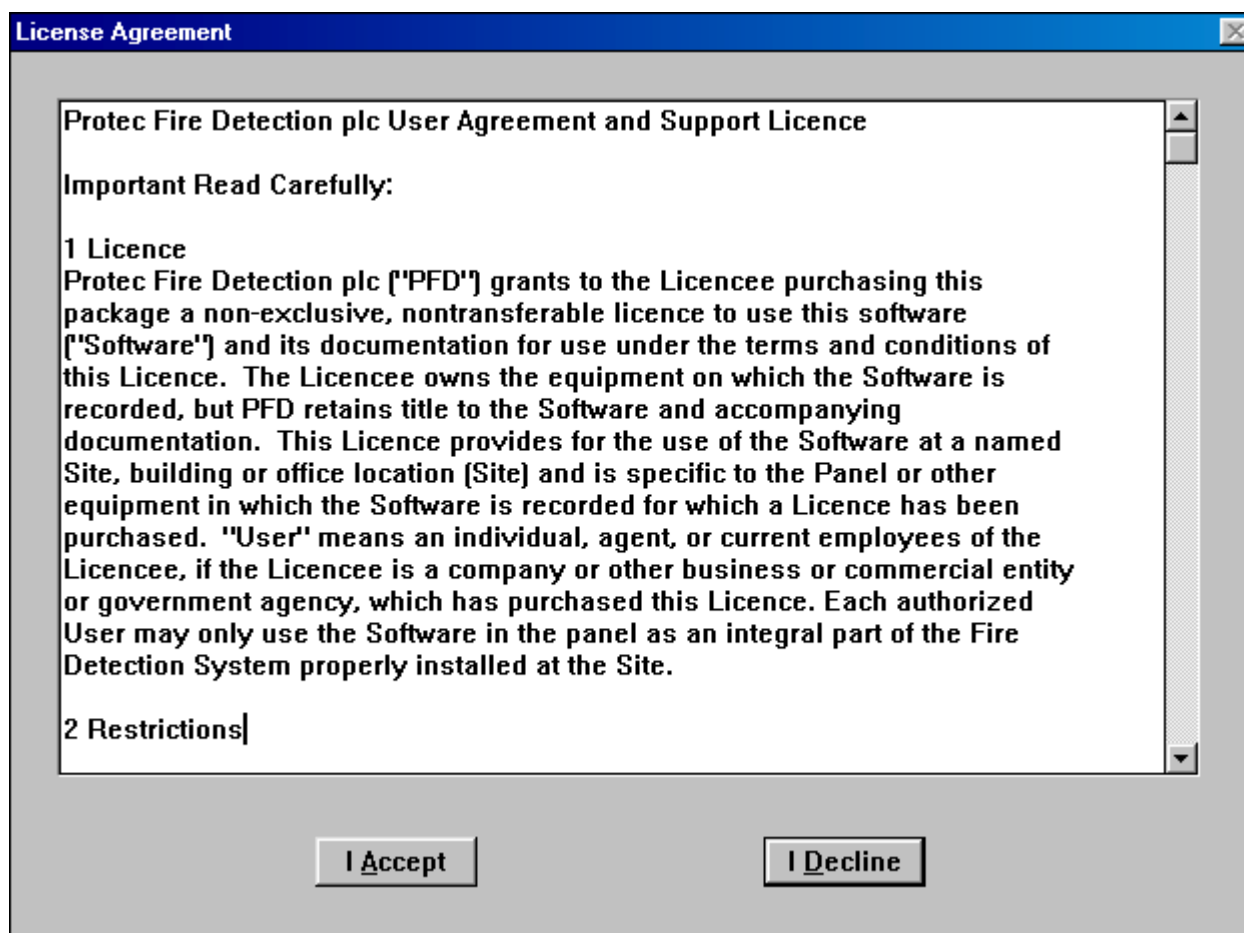 License Agreement
Protec Fire Detection plc User Agreement and Support Licence
Important Read Carefully:
1 Licence
Protec Fire Detection plc ("PFD") grants to the Licencee purchasing this
package a non-exclusive, nontransferable licence to use this software
("Software") and its documentation for use under the terms and conditions of
this Licence.  The Licencee owns the equipment on which the Software is
recorded, but PFD retains title to the Software and accompanying
documentation.  This Licence provides for the use of the Software at a named
Site, building or office location (Site) and is specific to the Panel or other
equipment in which the Software is recorded for which a Licence has been
purchased.  "User" means an individual, agent, or current employees of the
Licencee, if the Licencee is a company or other business or commercial entity
or government agency, which has purchased this Licence. Each authorized
User may only use the Software in the panel as an integral part of the Fire
Detection System properly installed at the Site.
2 Restrictions
I Accept
I Decline